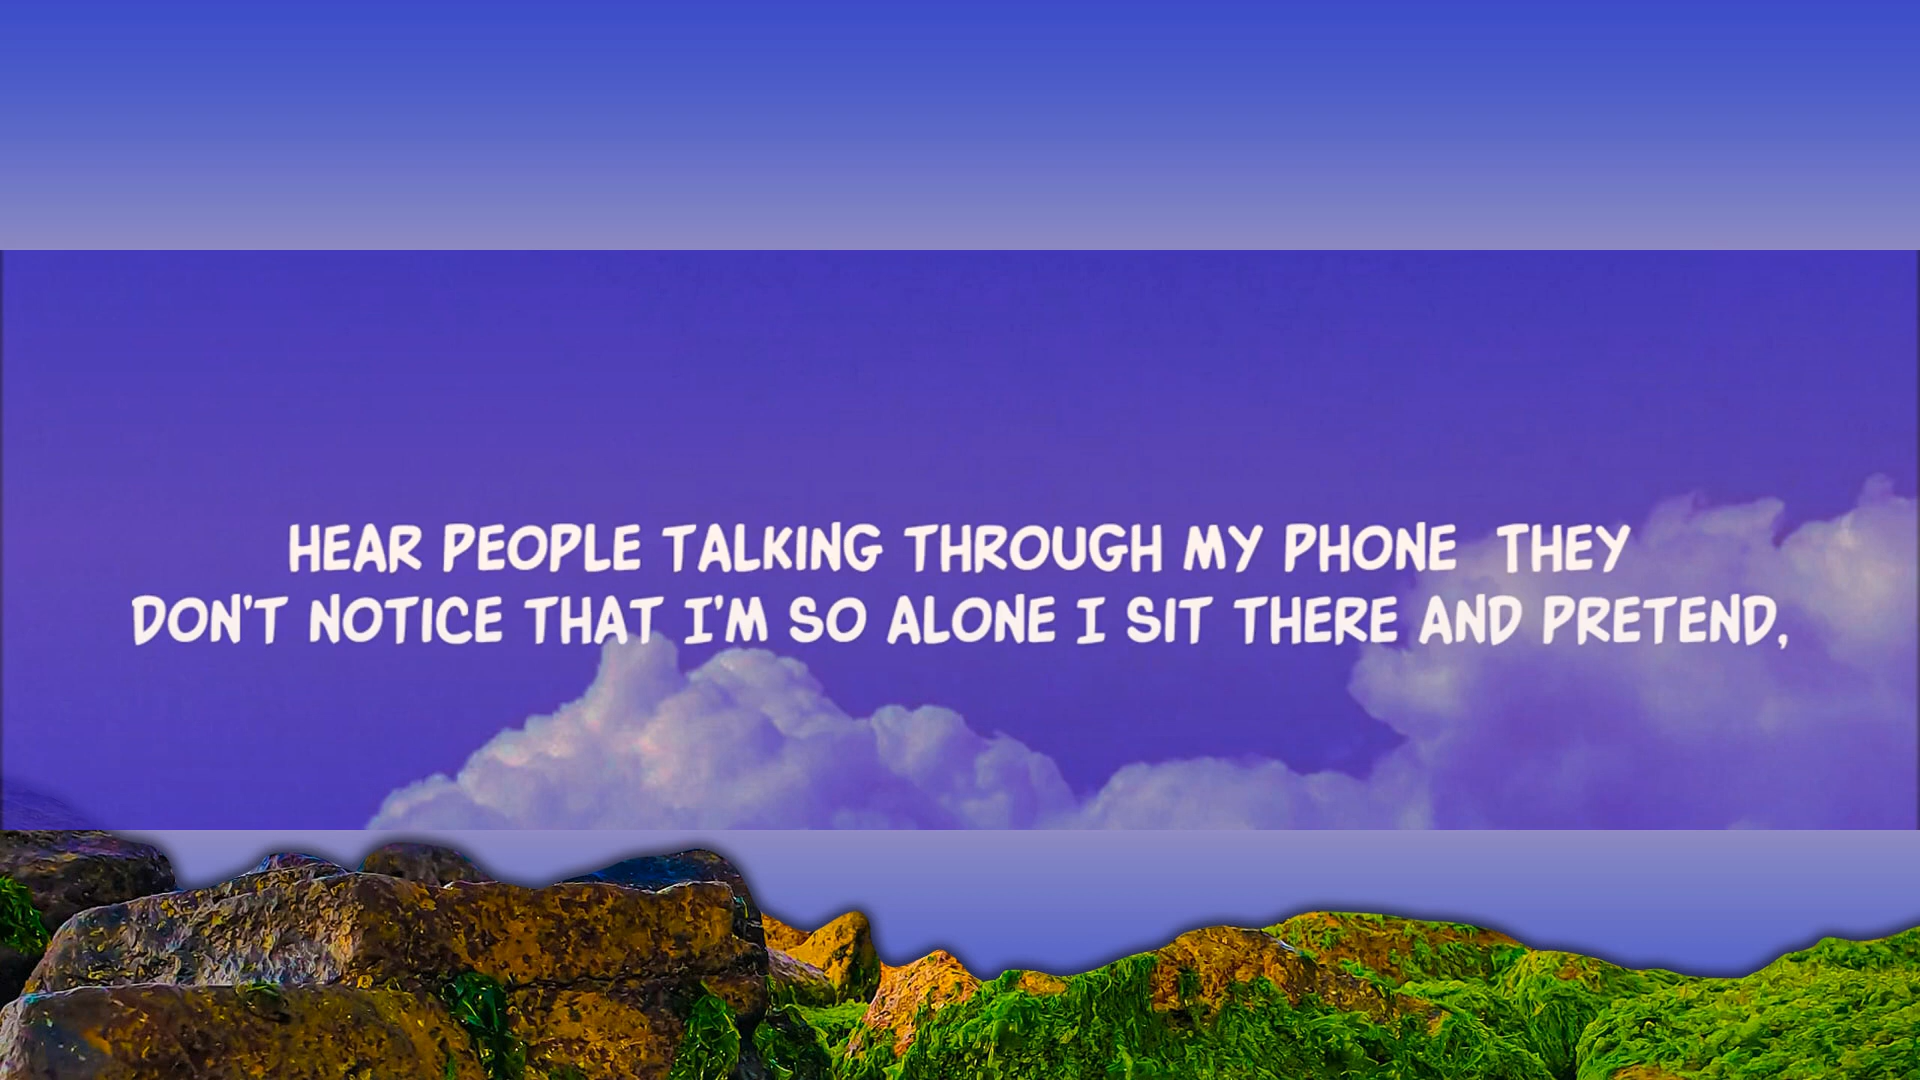 HEAR PEOPLE TALKING THROUGH MY PHONE THEY
DON'T NOTICE THAT I'M SO ALONE I SIT THERE AND PRETEND,